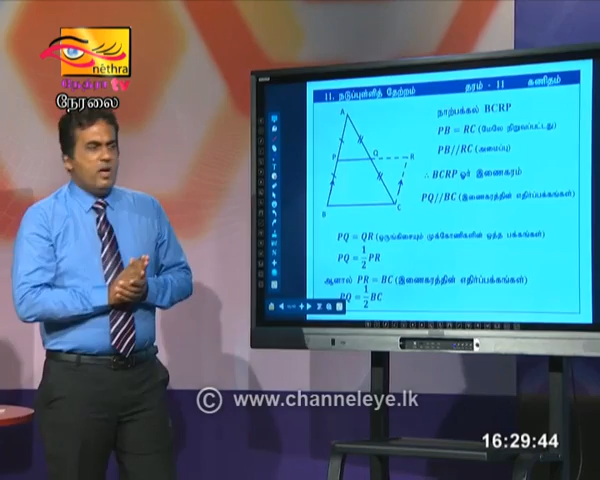 nethra
நேத்ரா tv
நேரலை
11. நடுப்புள்ளித் தேற்றம் தரம் - 11 கணிதம்
நாற்பக்கல் BCRP
PB = RC (மேலே நிறுவப்பட்டது)
PB//RC (அமைப்பு)
∴ BCRP ஓர் இணைகரம்
PQ//BC (இணைகரத்தின் எதிர்ப்பக்கங்கள்)
A
P
Q
R
B
C
PQ = QR (ஒருங்கிசையும் முக்கோணிகளின் ஒத்த பக்கங்கள்)
PQ = 1/2 PR
ஆனால் PR = BC (இணைகரத்தின் எதிர்ப்பக்கங்கள்)
PQ = 1/2 BC
© www.channeleye.lk
16:29:44